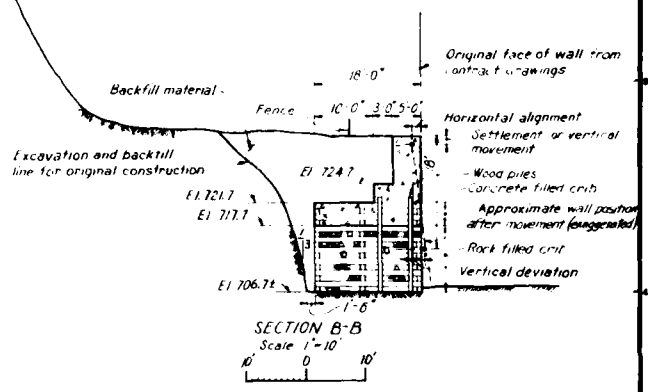 Original face of wall from
contract drawings
18'-0"
Backfill material
Fence
10'-0" 3'-0" 5'-0"
Horizontal alignment
Settlement or vertical
movement
Excavation and backfill
line for original construction
El. 724.7
8'
Wood piles
Concrete filled crib
El. 721.7
El. 717.7
Approximate wall position
after movement (exaggerated)
3
1
Rock filled crib
Vertical deviation
El. 706.7±
1'-6"
SECTION B-B
Scale 1"=10'
10' 0 10'